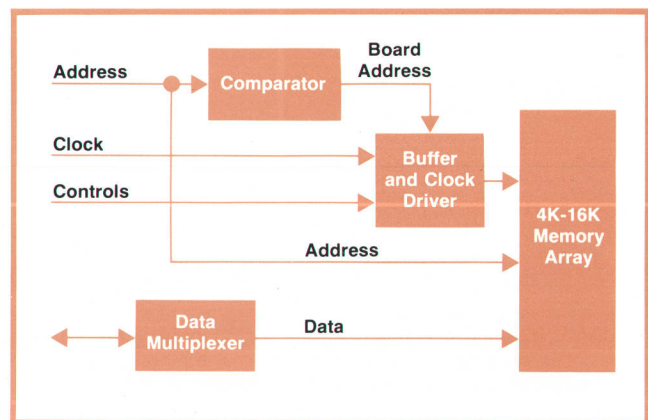 Address
Comparator
Board
Address
Clock
Buffer
and Clock
Driver
Controls
4K-16K
Memory
Array
Address
Data
Multiplexer
Data